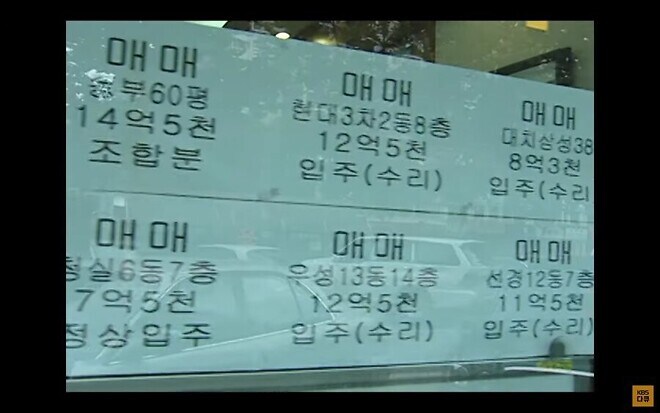 매매
60평
14억5천
조합분
매매
현대3차2동8층
12억5천
입주(수리)
매매
대치삼성38
8억3천
입주(수리
매매
청실6동7층
7억5천
정상입주
매매
우성13동14층
12억5천
입주(수리)
매매
선경12동7층
11억5천
입주(수리)
KBS
다큐